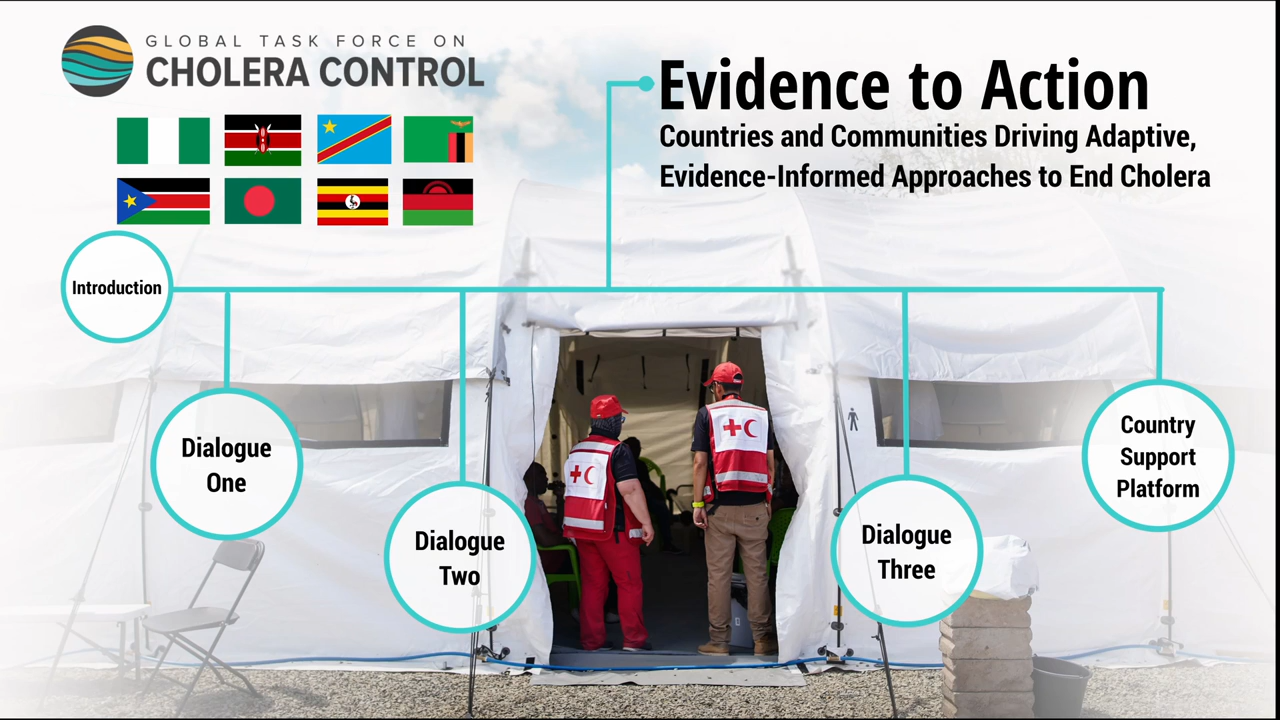 GLOBAL TASK FORCE ON
CHOLERA CONTROL
Evidence to Action
Countries and Communities Driving Adaptive,
Evidence-Informed Approaches to End Cholera
Introduction
Dialogue
One
Dialogue
Two
Dialogue
Three
Country
Support
Platform